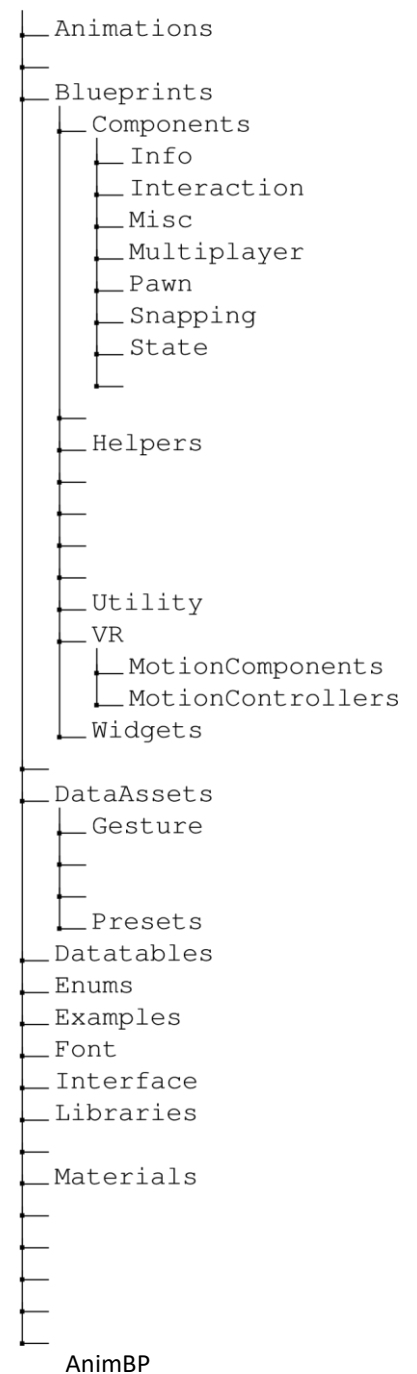 Animations
Blueprints
Components
Info
Interaction
Misc
Multiplayer
Pawn
Snapping
State
Helpers
Utility
VR
MotionComponents
MotionControllers
Widgets
DataAssets
Gesture
Presets
Datatables
Enums
Examples
Font
Interface
Libraries
Materials
AnimBP